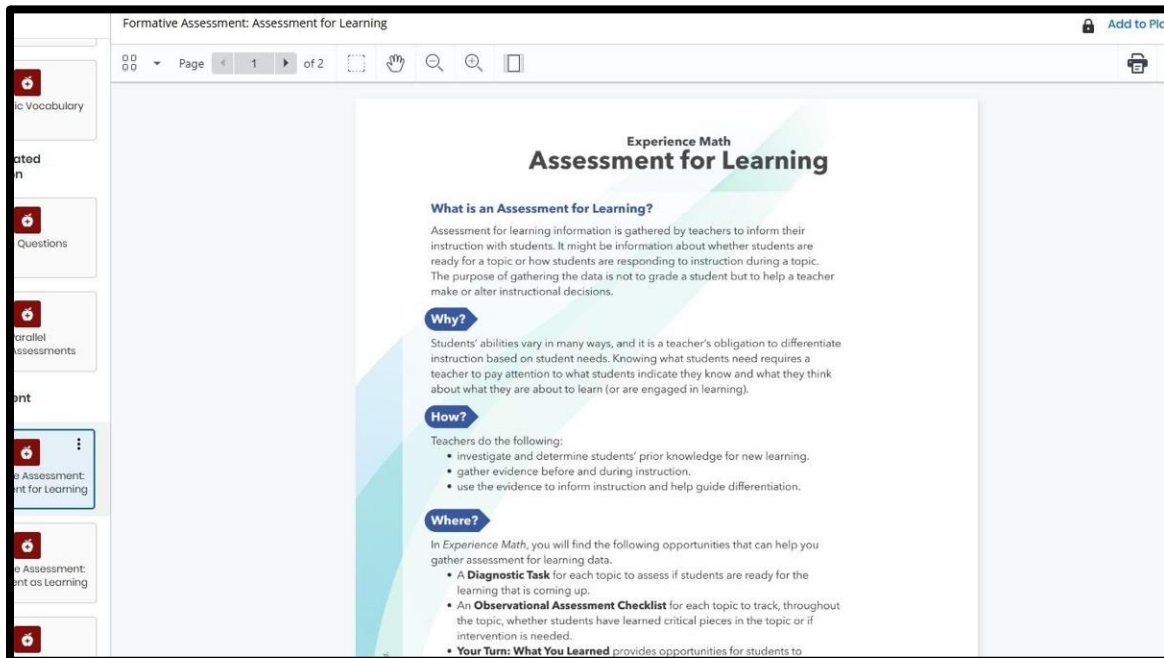 Formative Assessment: Assessment for Learning
Add to
Page 1 of 2
Vocabulary
Questions
Assessments
Assessment:
for Learning
Assessment:
as Learning
Experience Math
Assessment for Learning
What is an Assessment for Learning?
Assessment for learning information is gathered by teachers to inform their
instruction with students. It might be information about whether students are
ready for a topic or how students are responding to instruction during a topic.
The purpose of gathering the data is not to grade a student but to help a teacher
make or alter instructional decisions.
Why?
Students' abilities vary in many ways, and it is a teacher's obligation to differentiate
instruction based on student needs. Knowing what students need requires a
teacher to pay attention to what students indicate they know and what they think
about what they are about to learn (or are engaged in learning).
How?
Teachers do the following:
• investigate and determine students' prior knowledge for new learning.
• gather evidence before and during instruction.
• use the evidence to inform instruction and help guide differentiation.
Where?
In Experience Math, you will find the following opportunities that can help you
gather assessment for learning data.
• A Diagnostic Task for each topic to assess if students are ready for the
learning that is coming up.
• An Observational Assessment Checklist for each topic to track, throughout
the topic, whether students have learned critical pieces in the topic or if
intervention is needed.
• Your Turn: What You Learned provides opportunities for students to